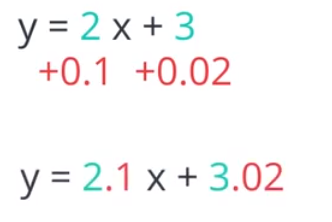 y = 2 x + 3
+0.1 +0.02
y = 2.1 x + 3.02